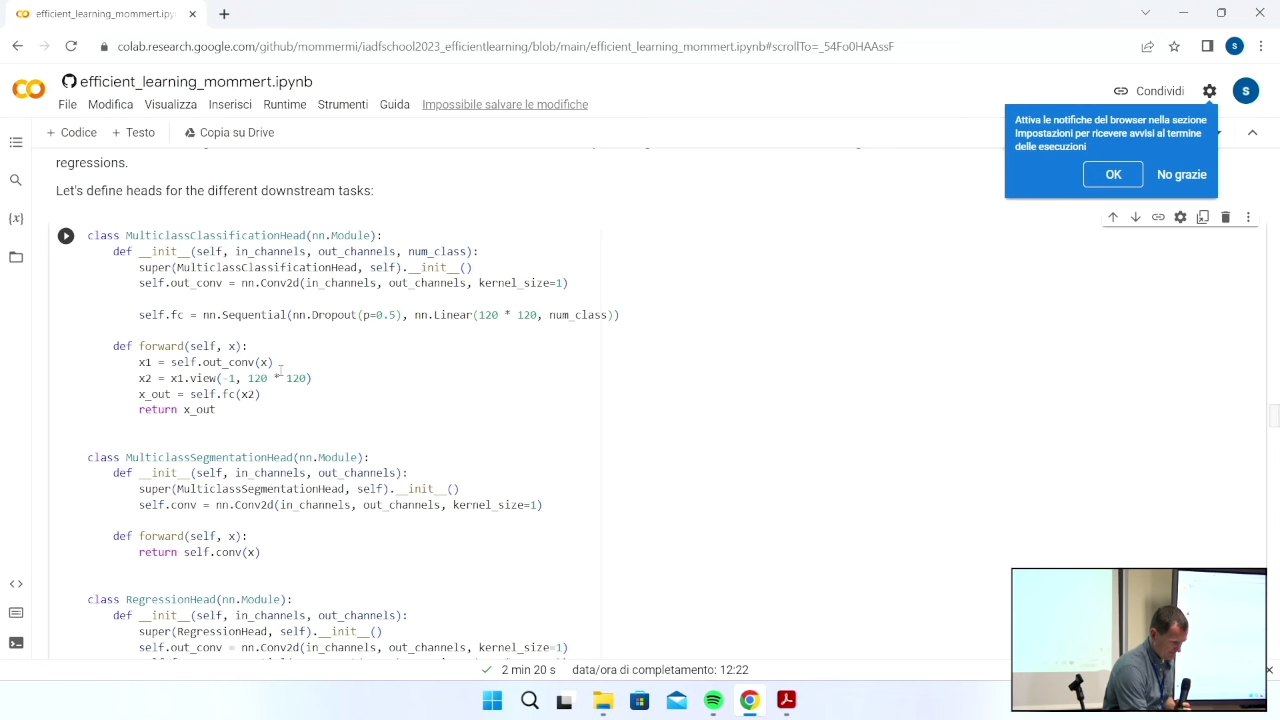 efficient_learning_mommert.ipy
colab.research.google.com/github/mommermi/iadfschool2023_efficientlearning/blob/main/efficient_learning_mommert.ipynb#scrollTo=_54Fo0HAAssF
S
efficient_learning_mommert.ipynb
File Modifica Visualizza Inserisci Runtime Strumenti Guida Impossibile salvare le modifiche
Condividi
S
+ Codice + Testo Copia su Drive
Attiva le notifiche del browser nella sezione
Impostazioni per ricevere avvisi al termine
delle esecuzioni
OK No grazie
regressions.
Let's define heads for the different downstream tasks:
class MulticlassClassificationHead(nn.Module):
def __init__(self, in_channels, out_channels, num_class):
super(MulticlassClassificationHead, self).__init__()
self.out_conv = nn.Conv2d(in_channels, out_channels, kernel_size=1)
self.fc = nn.Sequential(nn.Dropout(p=0.5), nn.Linear(120 * 120, num_class))
def forward(self, x):
x1 = self.out_conv(x)
x2 = x1.view(-1, 120 * 120)
x_out = self.fc(x2)
return x_out
class MulticlassSegmentationHead(nn.Module):
def __init__(self, in_channels, out_channels):
super(MulticlassSegmentationHead, self).__init__()
self.conv = nn.Conv2d(in_channels, out_channels, kernel_size=1)
def forward(self, x):
return self.conv(x)
class RegressionHead(nn.Module):
def __init__(self, in_channels, out_channels):
super(RegressionHead, self).__init__()
self.out_conv = nn.Conv2d(in_channels, out_channels, kernel_size=1)
2 min 20 s data/ora di completamento: 12:22